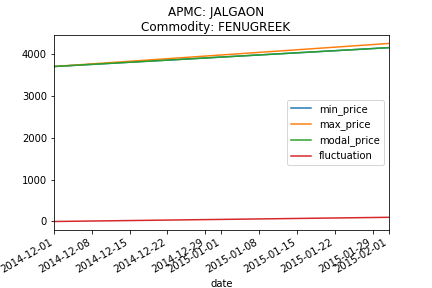 APMC: JALGAON
Commodity: FENUGREEK
4000
3000
2000
1000
0
min_price
max_price
modal_price
fluctuation
2014-12-01
2014-12-08
2014-12-15
2014-12-22
2014-12-29
2015-01-01
2015-01-08
2015-01-15
2015-01-22
2015-01-29
2015-02-01
date